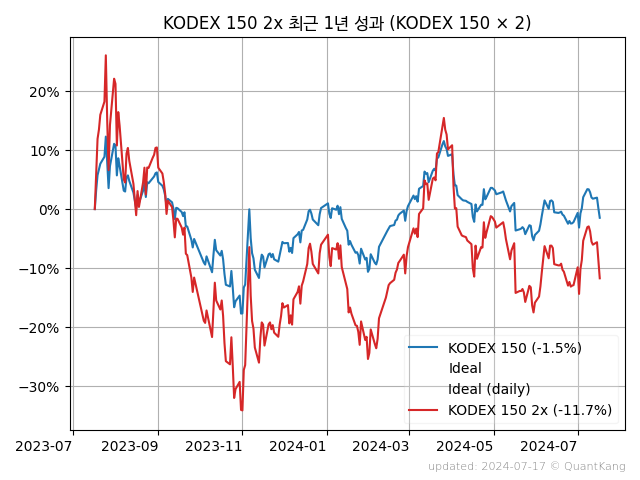 KODEX 150 2x 최근 1년 성과 (KODEX 150 × 2)
20%
10%
0%
−10%
−20%
−30%
KODEX 150 (-1.5%)
Ideal
Ideal (daily)
KODEX 150 2x (-11.7%)
2023-07 2023-09 2023-11 2024-01 2024-03 2024-05 2024-07
updated: 2024-07-17 © QuantKang